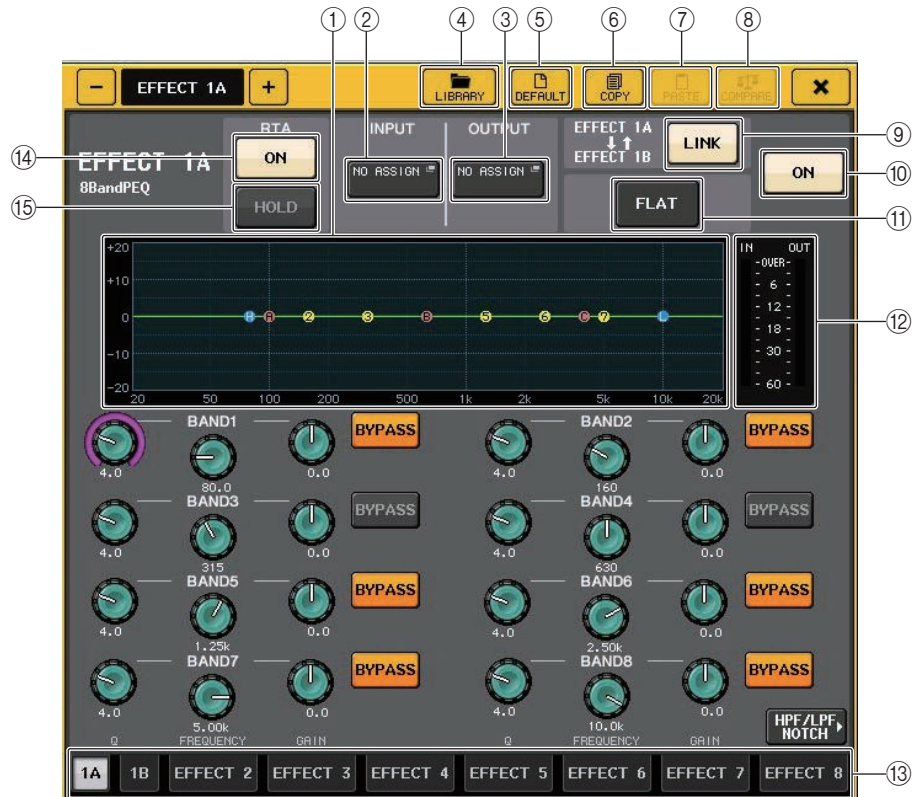 ① ② ④ ③ ⑤ ⑥ ⑦ ⑧
− EFFECT 1A + LIBRARY DEFAULT COPY PASTE COMPARE ×
RTA INPUT OUTPUT EFFECT 1A
⑭ ON LINK ⑨
EFFECT 1B
EFFECT 1A NO ASSIGN NO ASSIGN ON ⑩
8BandPEQ
⑮ HOLD FLAT ⑪
+20 IN OUT
-OVER-
+10 - 6 -
- 12 -
0 H A 2 3 B 5 6 C 7 L ⑫
- 18 -
-10 - 30 -
-20 - 60 -
20 50 100 200 500 1k 2k 5k 10k 20k
BAND1 BYPASS BAND2 BYPASS
4.0 80.0 0.0 4.0 160 0.0
BAND3 BYPASS BAND4 BYPASS
4.0 315 0.0 4.0 630 0.0
BAND5 BYPASS BAND6 BYPASS
4.0 1.25k 0.0 4.0 2.50k 0.0
BAND7 BYPASS BAND8 BYPASS
4.0 5.00k 0.0 4.0 10.0k 0.0
HPF/LPF
NOTCH
Q FREQUENCY GAIN Q FREQUENCY GAIN
1A 1B EFFECT 2 EFFECT 3 EFFECT 4 EFFECT 5 EFFECT 6 EFFECT 7 EFFECT 8 ⑬